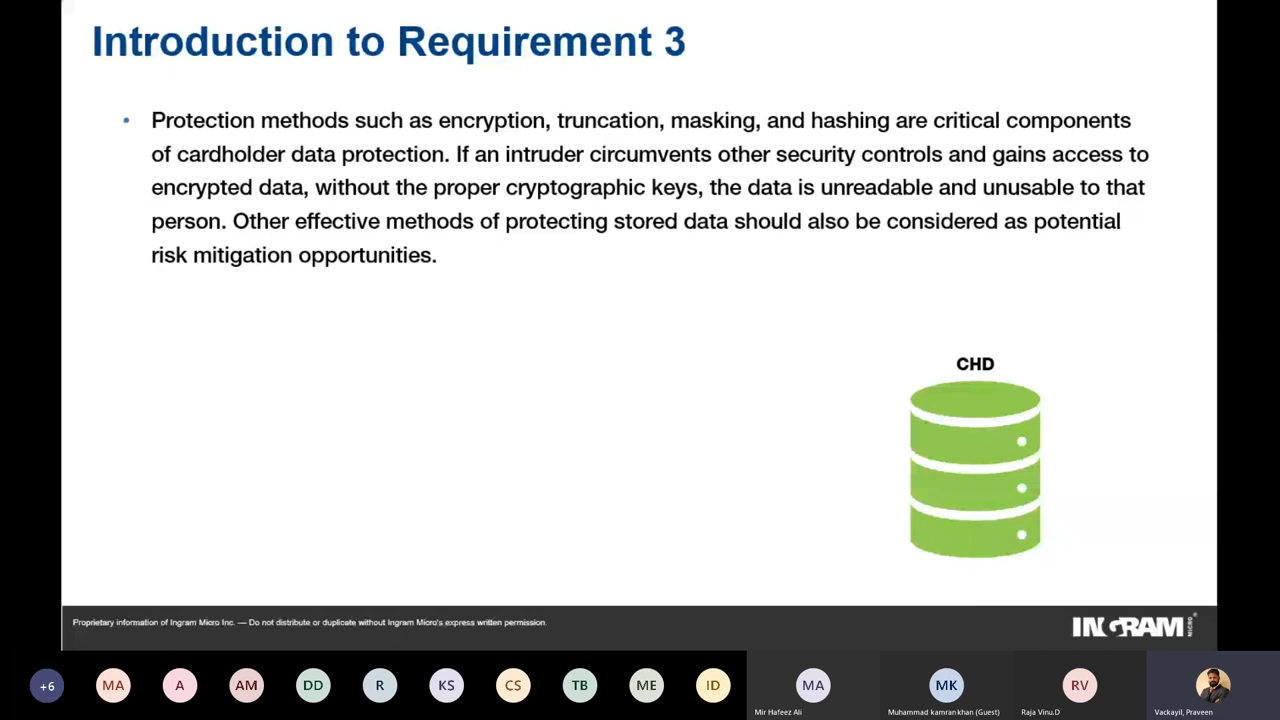 Introduction to Requirement 3
• Protection methods such as encryption, truncation, masking, and hashing are critical components
of cardholder data protection. If an intruder circumvents other security controls and gains access to
encrypted data, without the proper cryptographic keys, the data is unreadable and unusable to that
person. Other effective methods of protecting stored data should also be considered as potential
risk mitigation opportunities.
CHD
Proprietary information of Ingram Micro Inc. — Do not distribute or duplicate without Ingram Micro's express written permission.
INGRAM MICRO
+6 MA A AM DD R KS CS TB ME ID MA MK RV
Mir Hafeez Ali Muhammad kamran khan (Guest) Raja Vinu.D Vackayil, Praveen